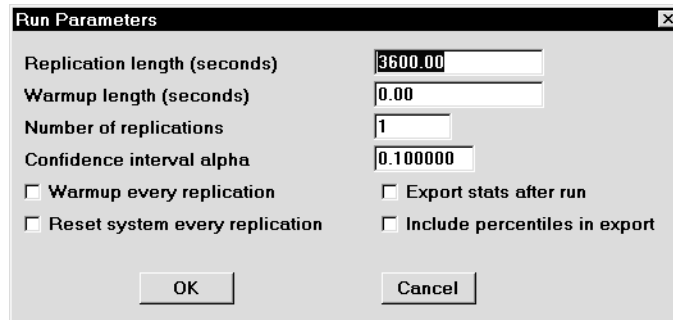 Run Parameters
Replication length (seconds) 3600.00
Warmup length (seconds) 0.00
Number of replications 1
Confidence interval alpha 0.100000
Warmup every replication Export stats after run
Reset system every replication Include percentiles in export
OK Cancel